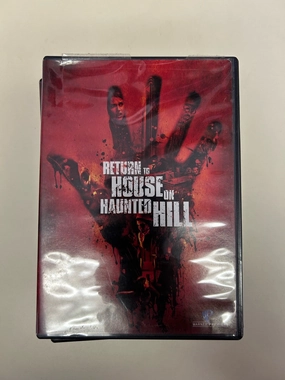 RETURN TO
HOUSE ON
HAUNTED
HILL